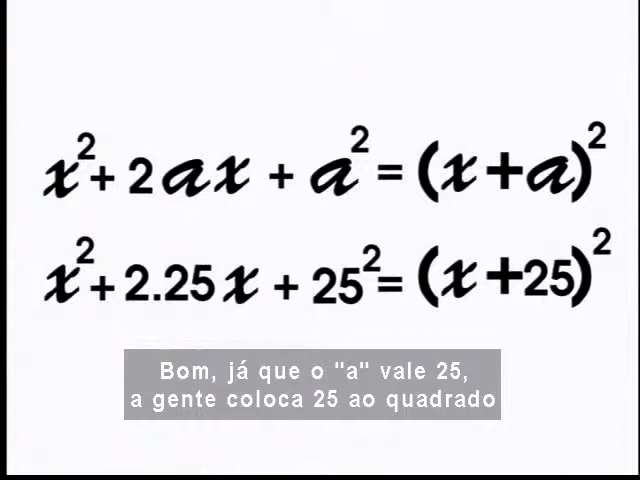 x²+ 2ax + a²= (x+a)²
x²+ 2.25x + 25²= (x+25)²
Bom, já que o "a" vale 25,
a gente coloca 25 ao quadrado